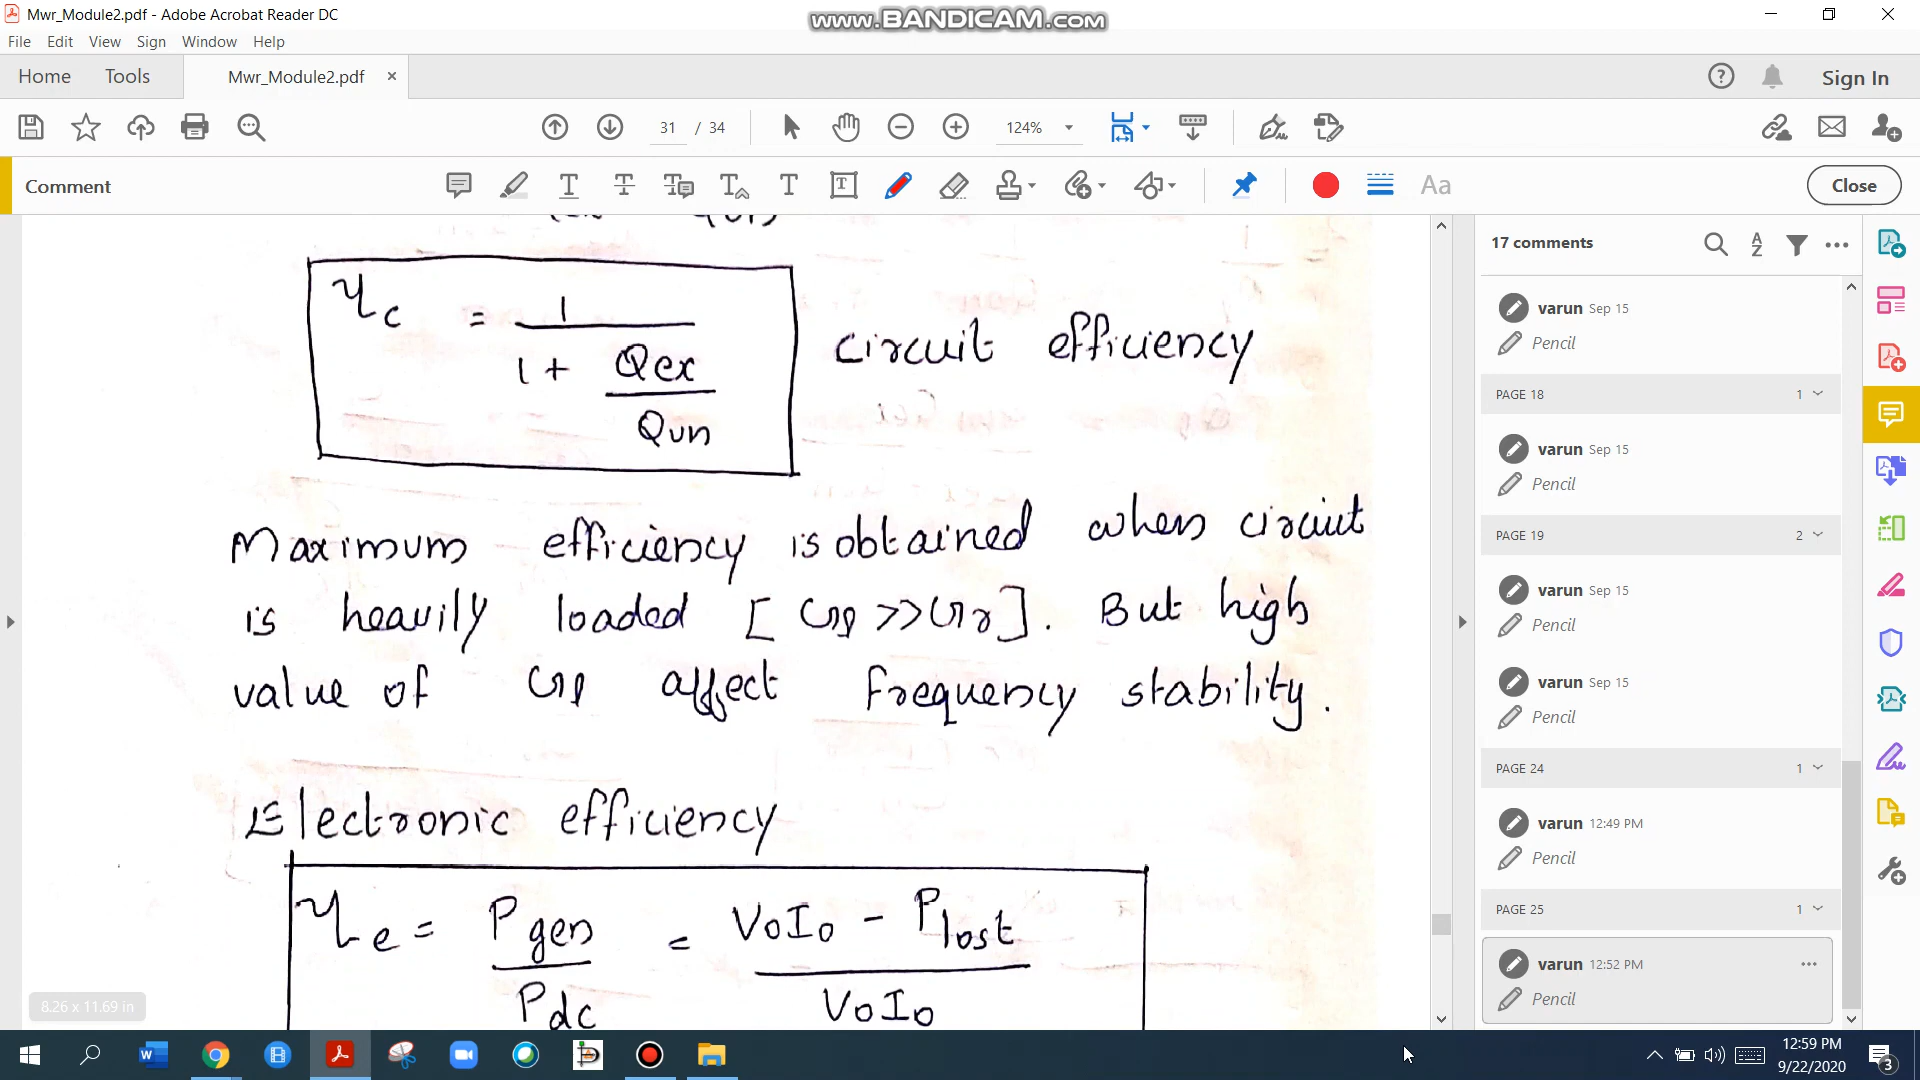 Mwr_Module2.pdf - Adobe Acrobat Reader DC
www.BANDICAM.com
File Edit View Sign Window Help
Home Tools Mwr_Module2.pdf × Sign In
31 / 34 124%
Comment Close
ηc = 1 / (1 + Qex / Qun) circuit efficiency
Maximum efficiency is obtained when circuit
is heavily loaded [ Gl >> Gr ]. But high
value of Gl affect frequency stability.
Electronic efficiency
ηe = Pgen / Pdc = V0I0 - Plost / V0I0
8.26 x 11.69 in
17 comments
varun Sep 15
Pencil
PAGE 18 1
varun Sep 15
Pencil
PAGE 19 2
varun Sep 15
Pencil
varun Sep 15
Pencil
PAGE 24 1
varun 12:49 PM
Pencil
PAGE 25 1
varun 12:52 PM
Pencil
12:59 PM
9/22/2020
3